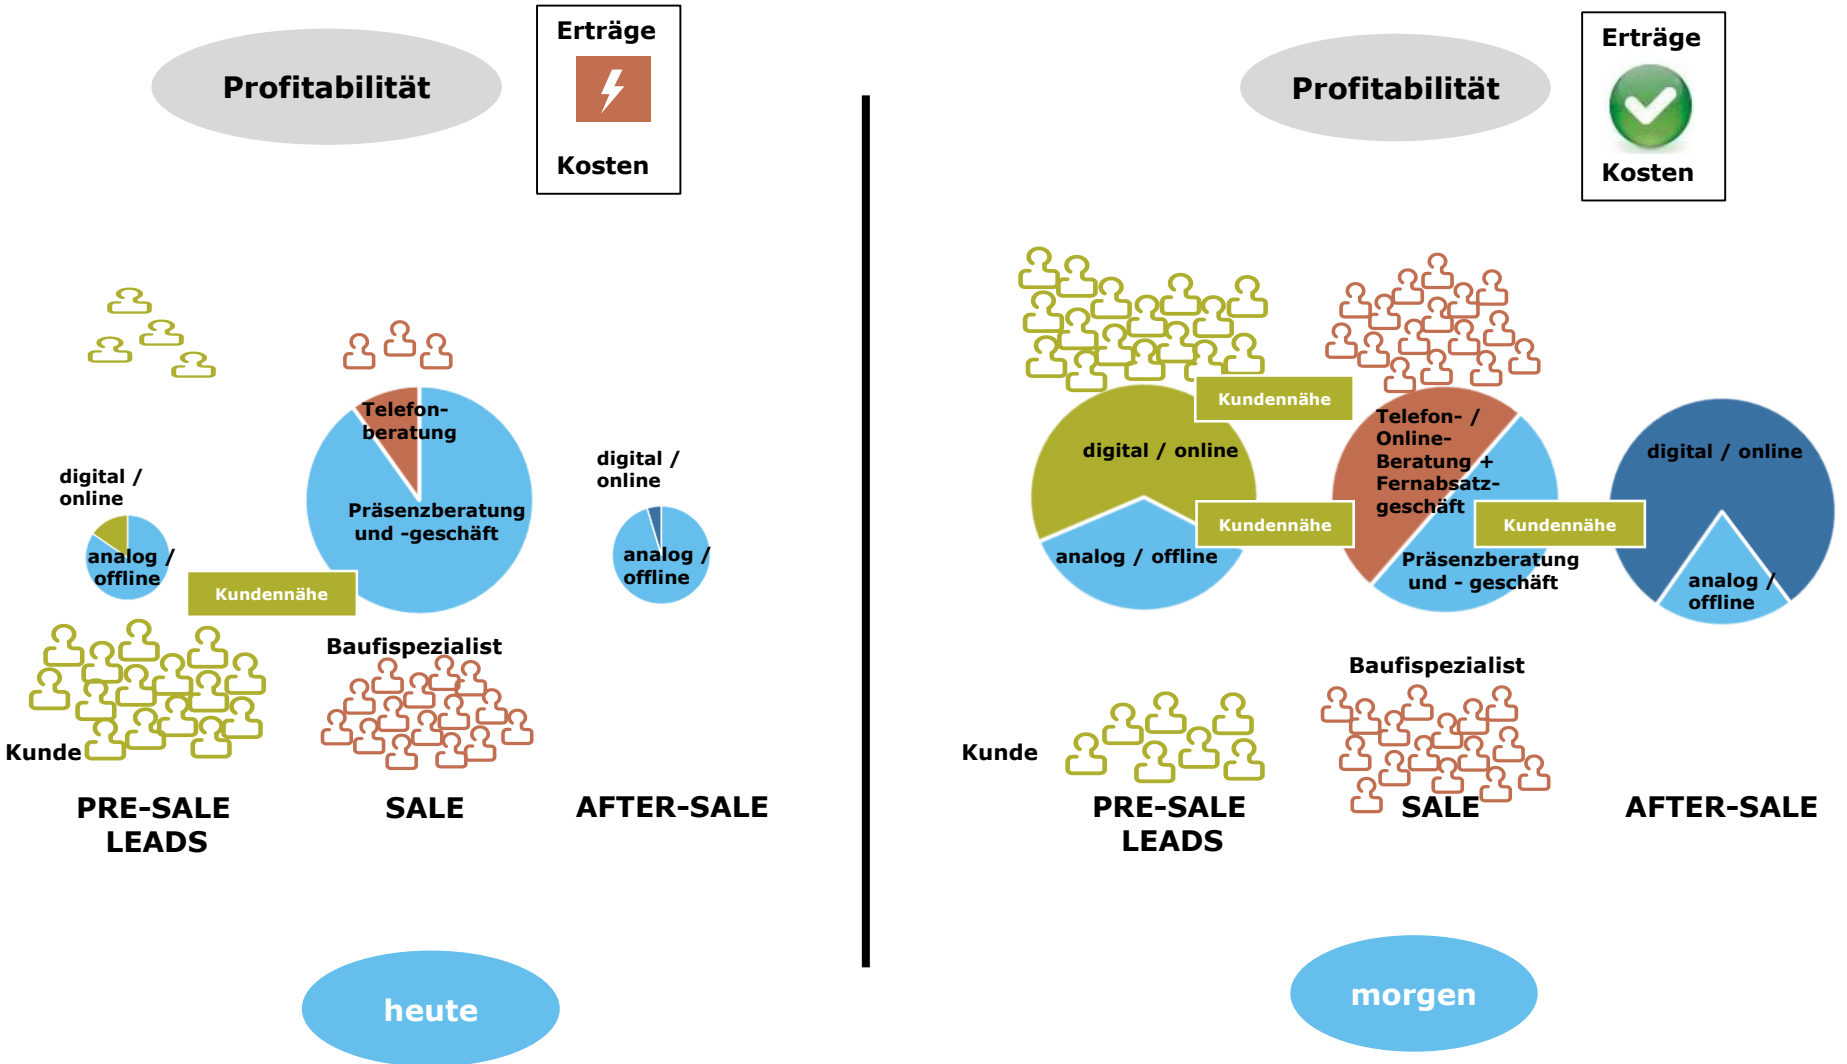 Profitabilität
Erträge
Kosten
Telefon-
beratung
Präsenzberatung
und -geschäft
digital /
online
analog /
offline
digital /
online
analog /
offline
Kundennähe
Baufispezialist
Kunde
PRE-SALE
LEADS
SALE
AFTER-SALE
heute
Profitabilität
Erträge
Kosten
Kundennähe
digital / online
Telefon- /
Online-
Beratung +
Fernabsatz-
geschäft
digital / online
Kundennähe
Kundennähe
analog / offline
Präsenzberatung
und - geschäft
analog /
offline
Baufispezialist
Kunde
PRE-SALE
LEADS
SALE
AFTER-SALE
morgen